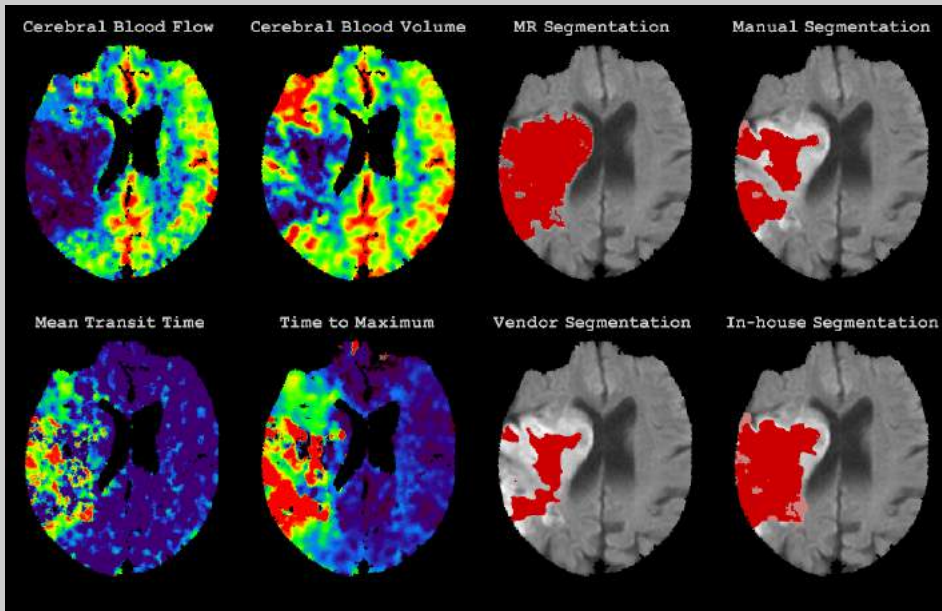 Cerebral Blood Flow
Cerebral Blood Volume
MR Segmentation
Manual Segmentation
Mean Transit Time
Time to Maximum
Vendor Segmentation
In-house Segmentation